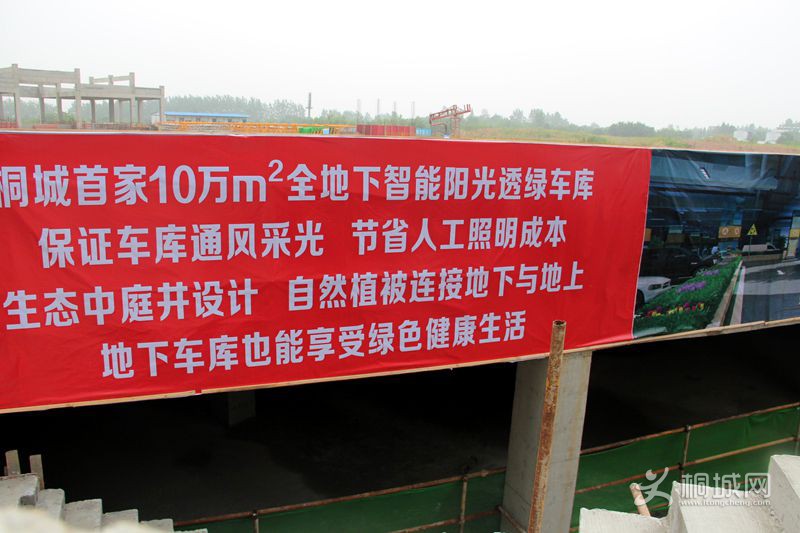 桐城首家10万m²全地下智能阳光透绿车库
保证车库通风采光 节省人工照明成本
生态中庭井设计 自然植被连接地下与地上
地下车库也能享受绿色健康生活
桐城网
itongcheng.com